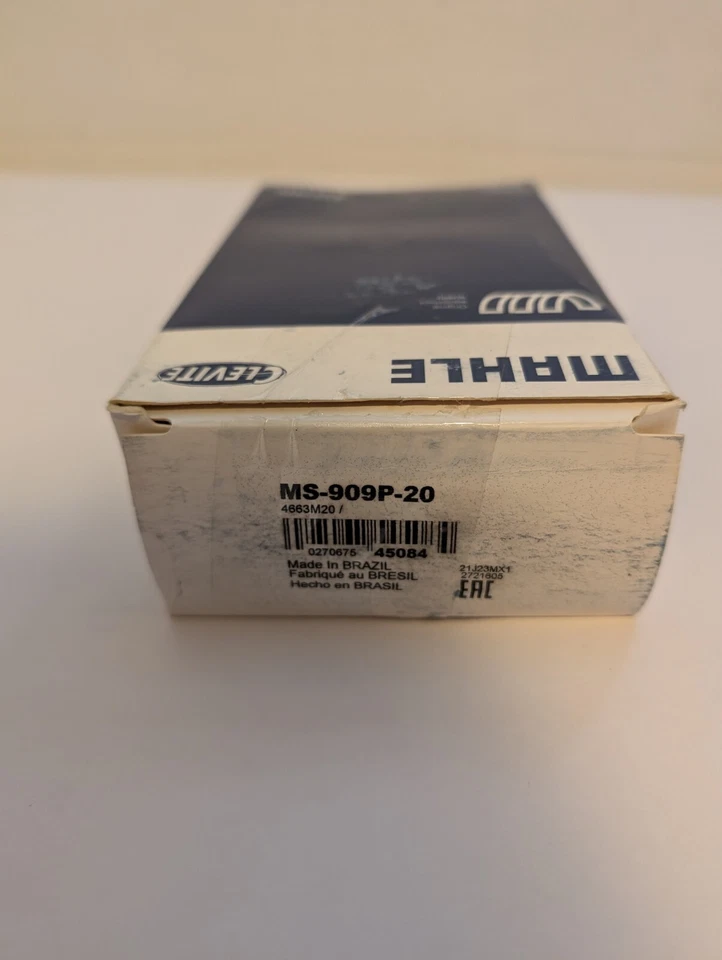 MAHLE
CLEVITE
MS-909P-20
4663M20 /
0270675 45084
Made In BRAZIL
Fabriqué au BRESIL
Hecho en BRASIL
21J23MX1
2721605
EAC